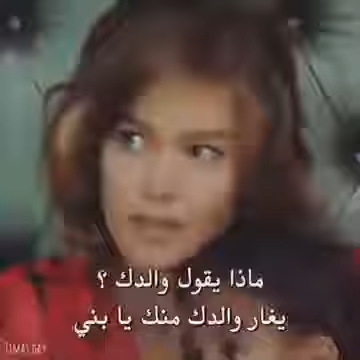 ماذا يقول والدك ؟
يغار والدك منك يا بني